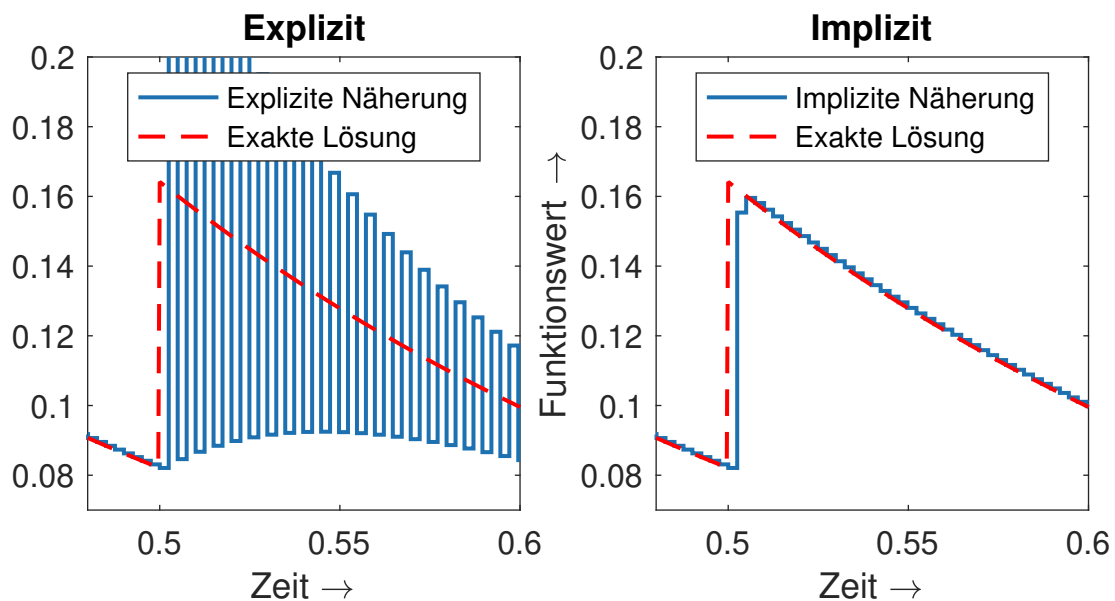 Explizit
0.2
0.18
0.16
0.14
0.12
0.1
0.08
Explizite Näherung
Exakte Lösung
0.5
0.55
0.6
Zeit →
Implizit
Funktionswert →
0.2
0.18
0.16
0.14
0.12
0.1
0.08
Implizite Näherung
Exakte Lösung
0.5
0.55
0.6
Zeit →